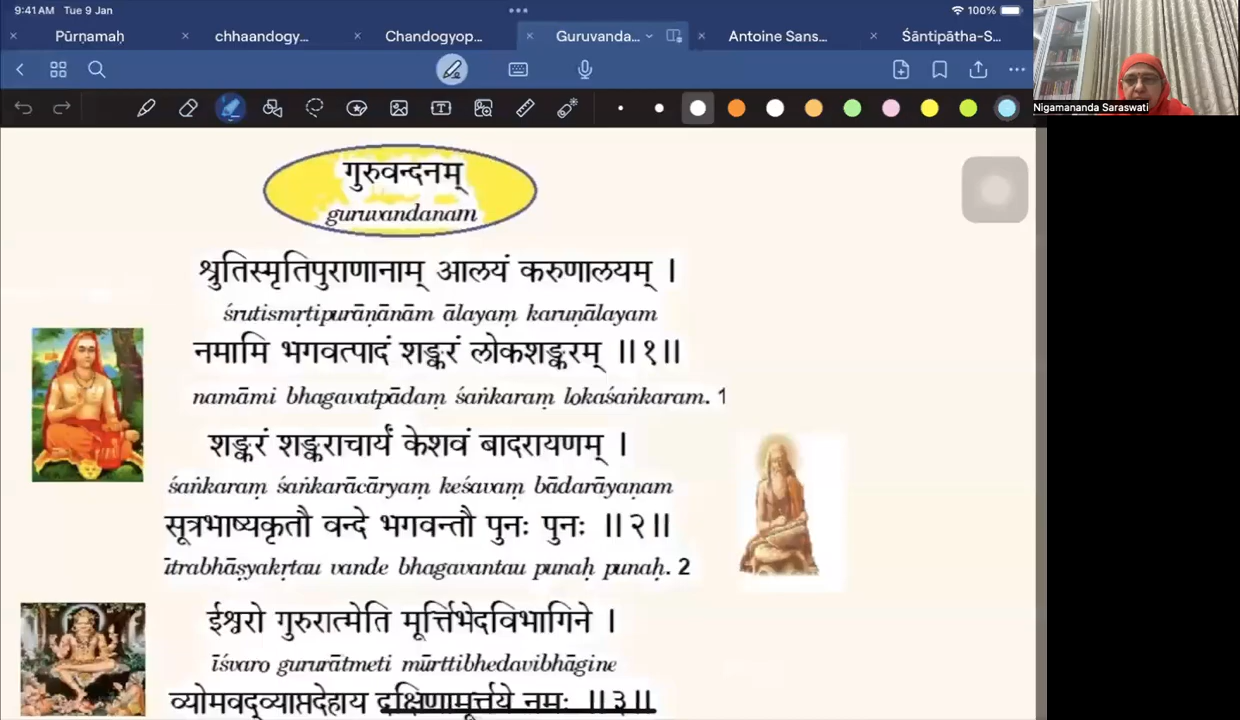 9:41 AM Tue 9 Jan
100%
Pūrṇamaḥ
chhaandogy...
Chandogyop...
Guruvanda...
Antoine Sans...
Śāntipātha-S...
Nigamananda Saraswati
गुरुवन्दनम्
guruvandanam
श्रुतिस्मृतिपुराणानाम् आलयं करुणालयम् ।
śrutismṛtipurāṇānām ālayaṃ karuṇālayam
नमामि भगवत्पादं शङ्करं लोकशङ्करम् ॥१॥
namāmi bhagavatpādaṃ śaṅkaraṃ lokaśaṅkaram. 1
शङ्करं शङ्कराचार्यं केशवं बादरायणम् ।
śaṅkaraṃ śaṅkarācāryaṃ keśavaṃ bādarāyaṇam
सूत्रभाष्यकृतौ वन्दे भगवन्तौ पुनः पुनः ॥२॥
ūtrabhāṣyakṛtau vande bhagavantau punaḥ punaḥ. 2
ईश्वरो गुरुरात्मेति मूर्त्तिभेदविभागिने ।
īśvaro gururātmeti mūrttibhedavibhāgine
व्योमवद्व्याप्तदेहाय दक्षिणामूर्त्तये नमः ॥३॥